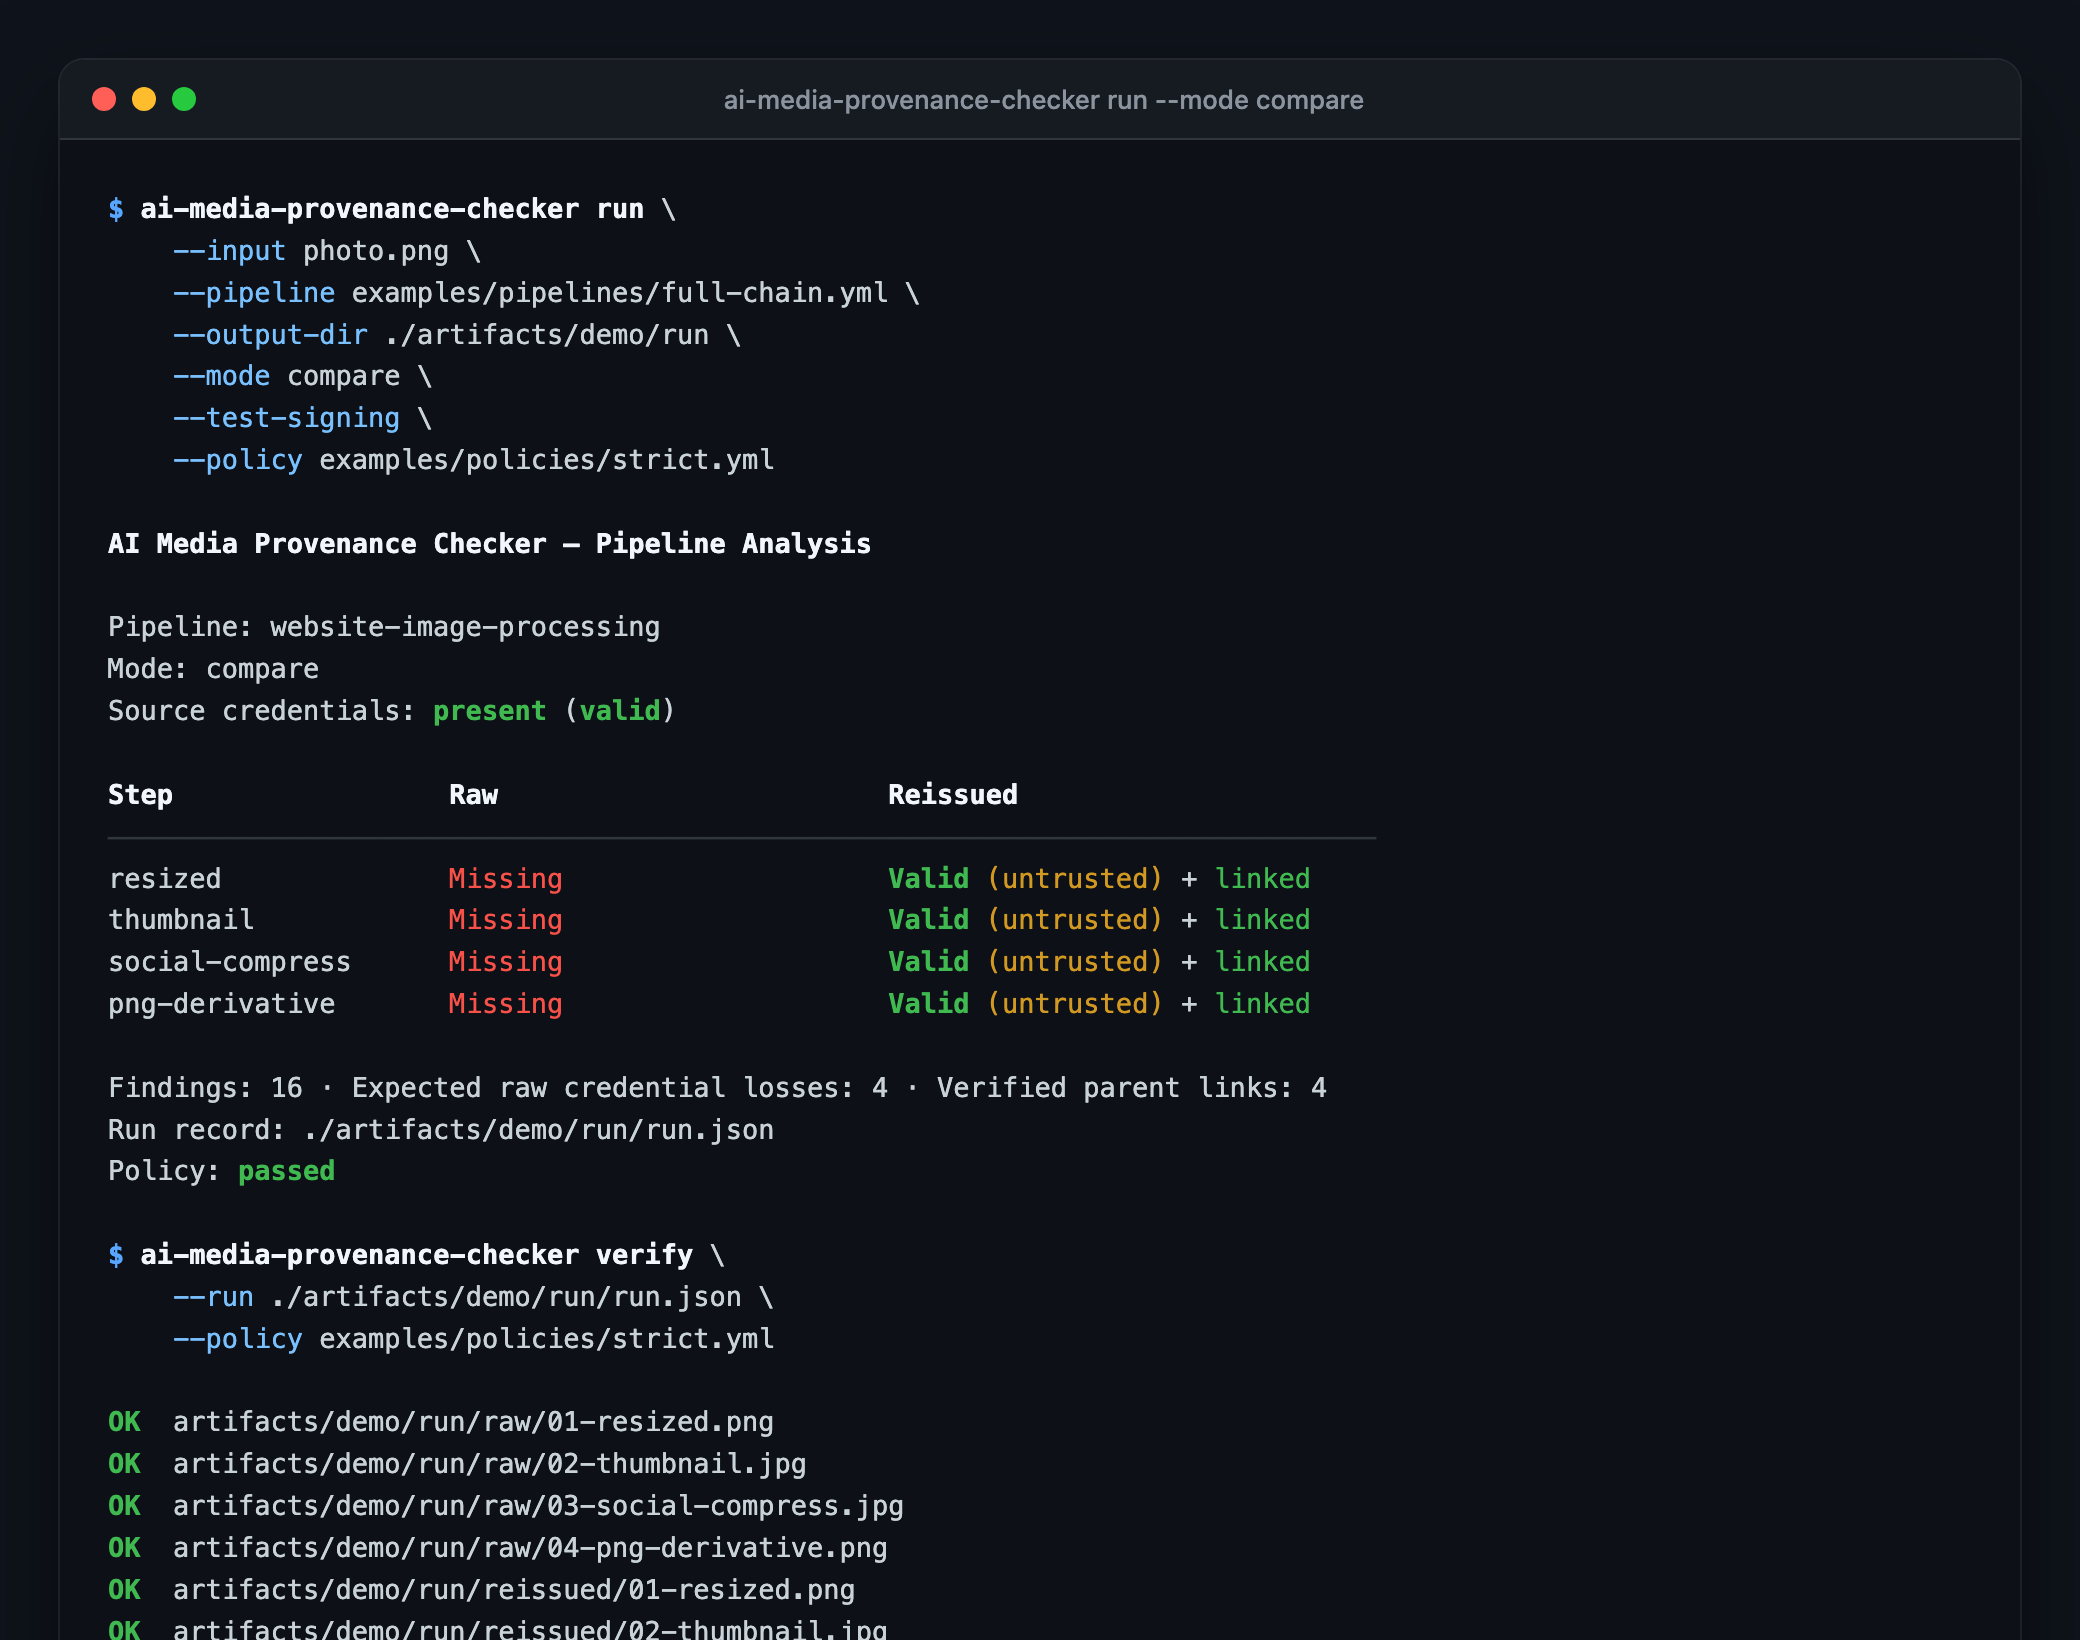 ai-media-provenance-checker run --mode compare
$ ai-media-provenance-checker run \
--input photo.png \
--pipeline examples/pipelines/full-chain.yml \
--output-dir ./artifacts/demo/run \
--mode compare \
--test-signing \
--policy examples/policies/strict.yml
AI Media Provenance Checker — Pipeline Analysis
Pipeline: website-image-processing
Mode: compare
Source credentials: present (valid)
Step Raw Reissued
resized Missing Valid (untrusted) + linked
thumbnail Missing Valid (untrusted) + linked
social-compress Missing Valid (untrusted) + linked
png-derivative Missing Valid (untrusted) + linked
Findings: 16 · Expected raw credential losses: 4 · Verified parent links: 4
Run record: ./artifacts/demo/run/run.json
Policy: passed
$ ai-media-provenance-checker verify \
--run ./artifacts/demo/run/run.json \
--policy examples/policies/strict.yml
OK artifacts/demo/run/raw/01-resized.png
OK artifacts/demo/run/raw/02-thumbnail.jpg
OK artifacts/demo/run/raw/03-social-compress.jpg
OK artifacts/demo/run/raw/04-png-derivative.png
OK artifacts/demo/run/reissued/01-resized.png
OK artifacts/demo/run/reissued/02-thumbnail.jpg